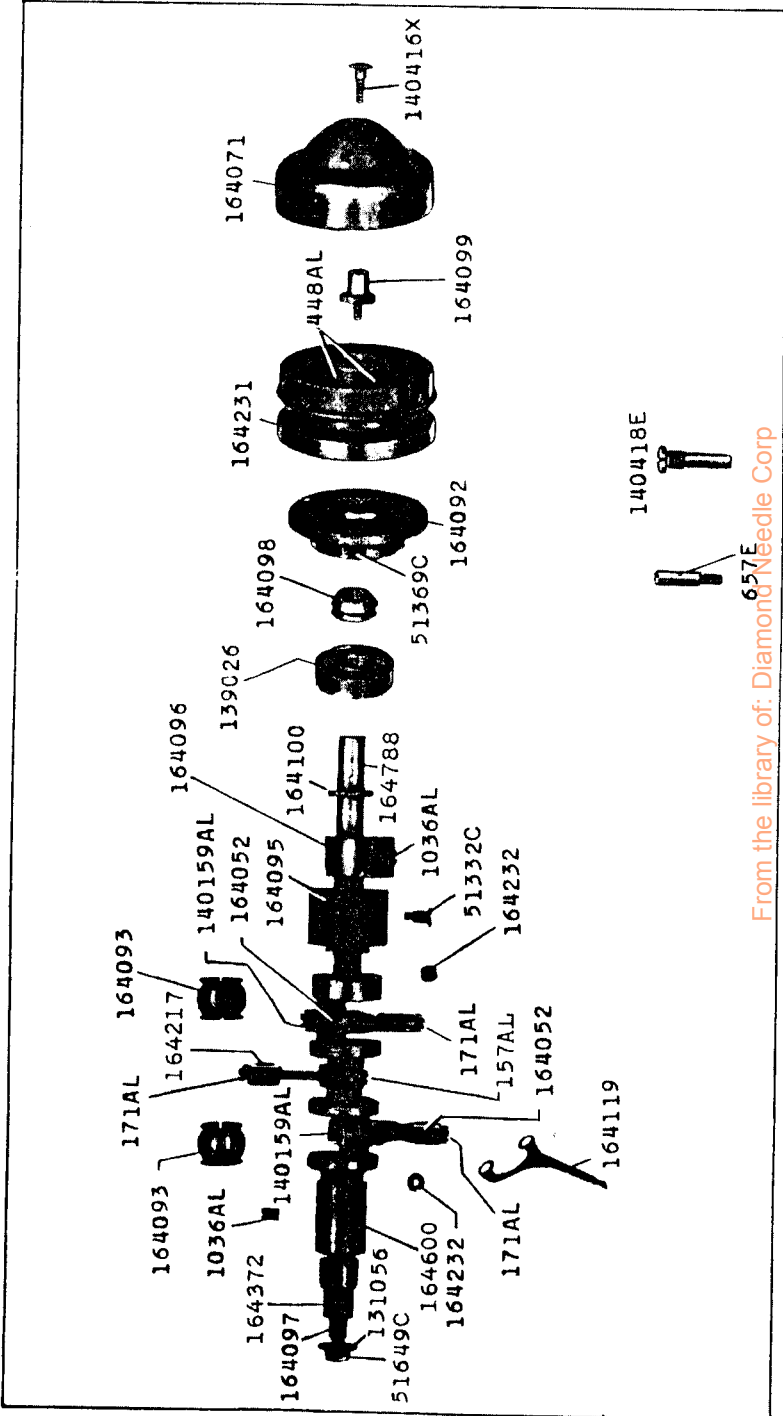 140416X
164071
448AL
164099
164231
164092
51369C
164098
139026
164096
164100
164788
140159AL
164052
164095
1036AL
51332C
164232
164093
164217
171AL
171AL
157AL
164052
140159AL
164093
1036AL
164119
171AL
164600
164232
164372
131056
164097
51649C
140418E
657E
From the library of: Diamond Needle Corp